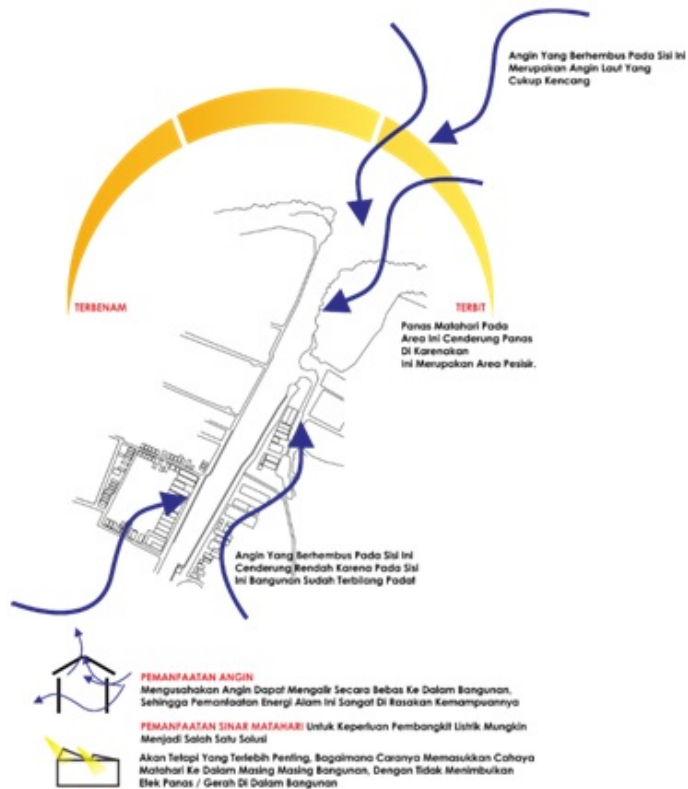 Angin Yang Berhembus Pada Sisi Ini
Merupakan Angin Laut Yang
Cukup Kencang
TERBENAM
TERBIT
Panas Matahari Pada
Area Ini Cenderung Panas
Di Karenakan
Ini Merupakan Area Pesisir.
Angin Yang Berhembus Pada Sisi Ini
Cenderung Rendah Karena Pada Sisi
Ini Bangunan Sudah Terbilang Padat
PEMANFAATAN ANGIN
Mengusahakan Angin Dapat Mengalir Secara Bebas Ke Dalam Bangunan,
Sehingga Pemanfaatan Energi Alam Ini Sangat Di Rasakan Kemampuannya
PEMANFAATAN SINAR MATAHARI Untuk Keperluan Pembangkit Listrik Mungkin
Menjadi Salah Satu Solusi
Akan Tetapi Yang Terlebih Penting, Bagaimana Caranya Memasukkan Cahaya
Matahari Ke Dalam Masing Masing Bangunan, Dengan Tidak Menimbulkan
Efek Panas / Gerah Di Dalam Bangunan